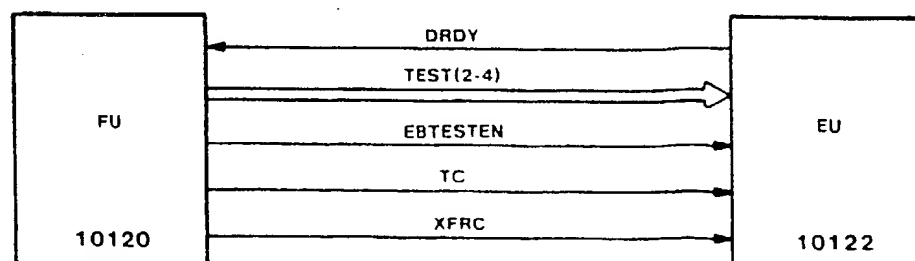 DRDY
TEST(2-4)
FU
EU
EBTESTEN
TC
XFRC
10120
10122